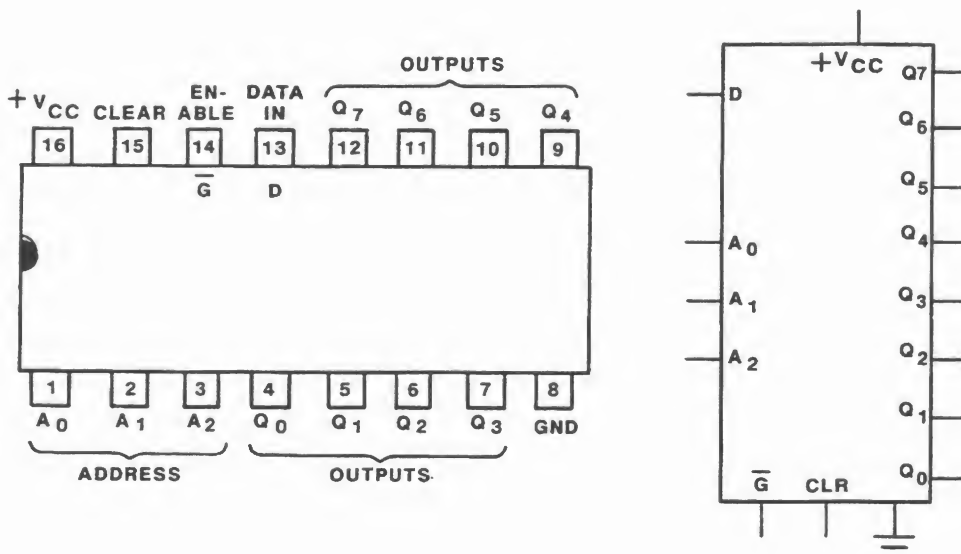 OUTPUTS
+ VCC CLEAR EN- ABLE DATA IN Q7 Q6 Q5 Q4
16 15 14 13 12 11 10 9
G̅ D
1 2 3 4 5 6 7 8
A0 A1 A2 Q0 Q1 Q2 Q3 GND
ADDRESS OUTPUTS
+VCC
D Q7
Q6
Q5
A0 Q4
A1 Q3
A2 Q2
Q1
Q0
G̅ CLR